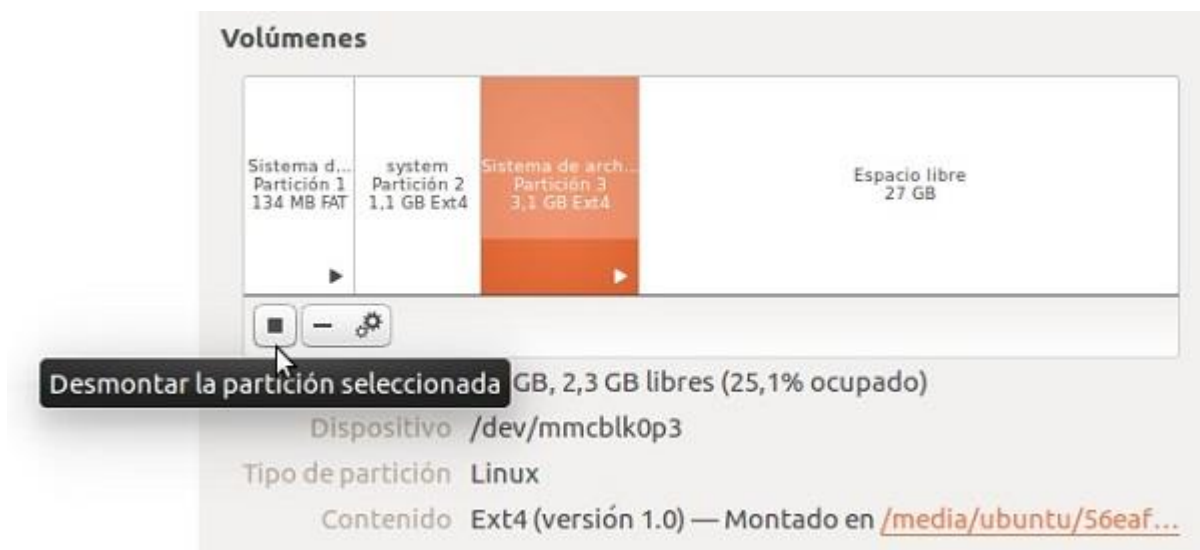 Volúmenes
Sistema d...
Partición 1
134 MB FAT
system
Partición 2
1,1 GB Ext4
Sistema de arch...
Partición 3
3,1 GB Ext4
Espacio libre
27 GB
Desmontar la partición seleccionada
GB, 2,3 GB libres (25,1% ocupado)
Dispositivo /dev/mmcblk0p3
Tipo de partición Linux
Contenido Ext4 (versión 1.0) — Montado en /media/ubuntu/56eaf...